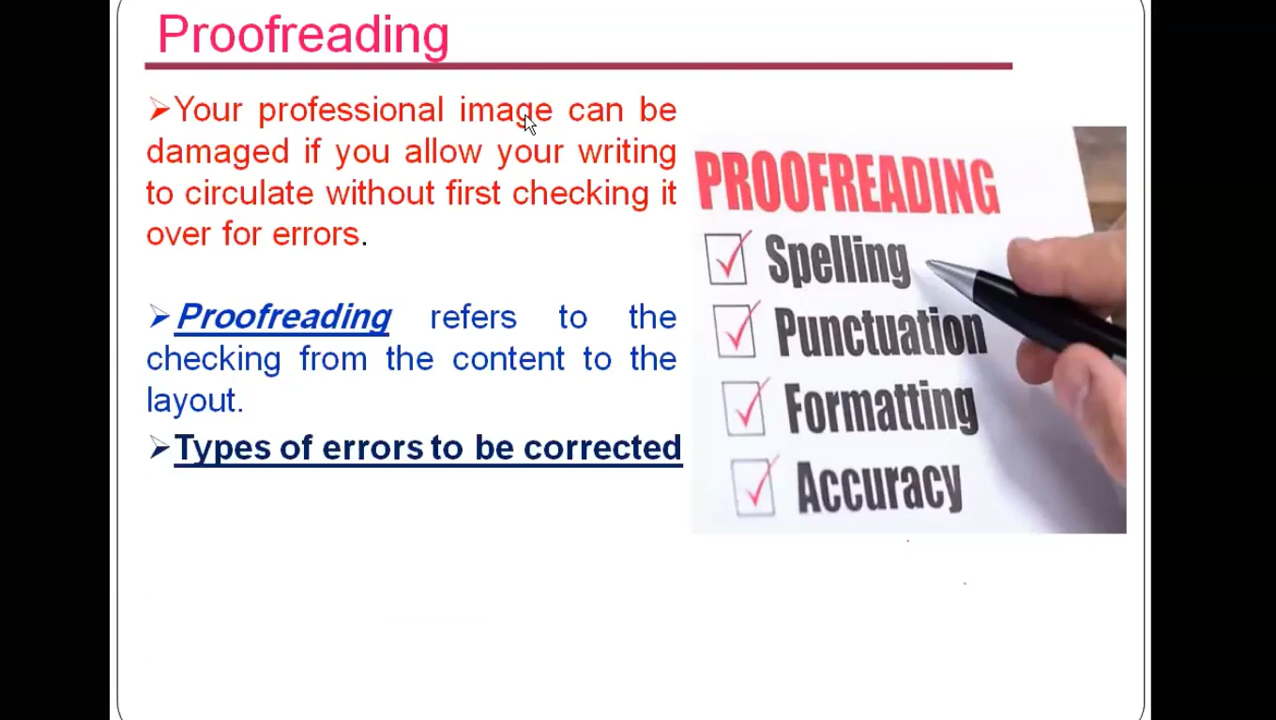 Proofreading
➢Your professional image can be
damaged if you allow your writing
to circulate without first checking it
over for errors.
➢Proofreading refers to the
checking from the content to the
layout.
➢Types of errors to be corrected
PROOFREADING
Spelling
Punctuation
Formatting
Accuracy